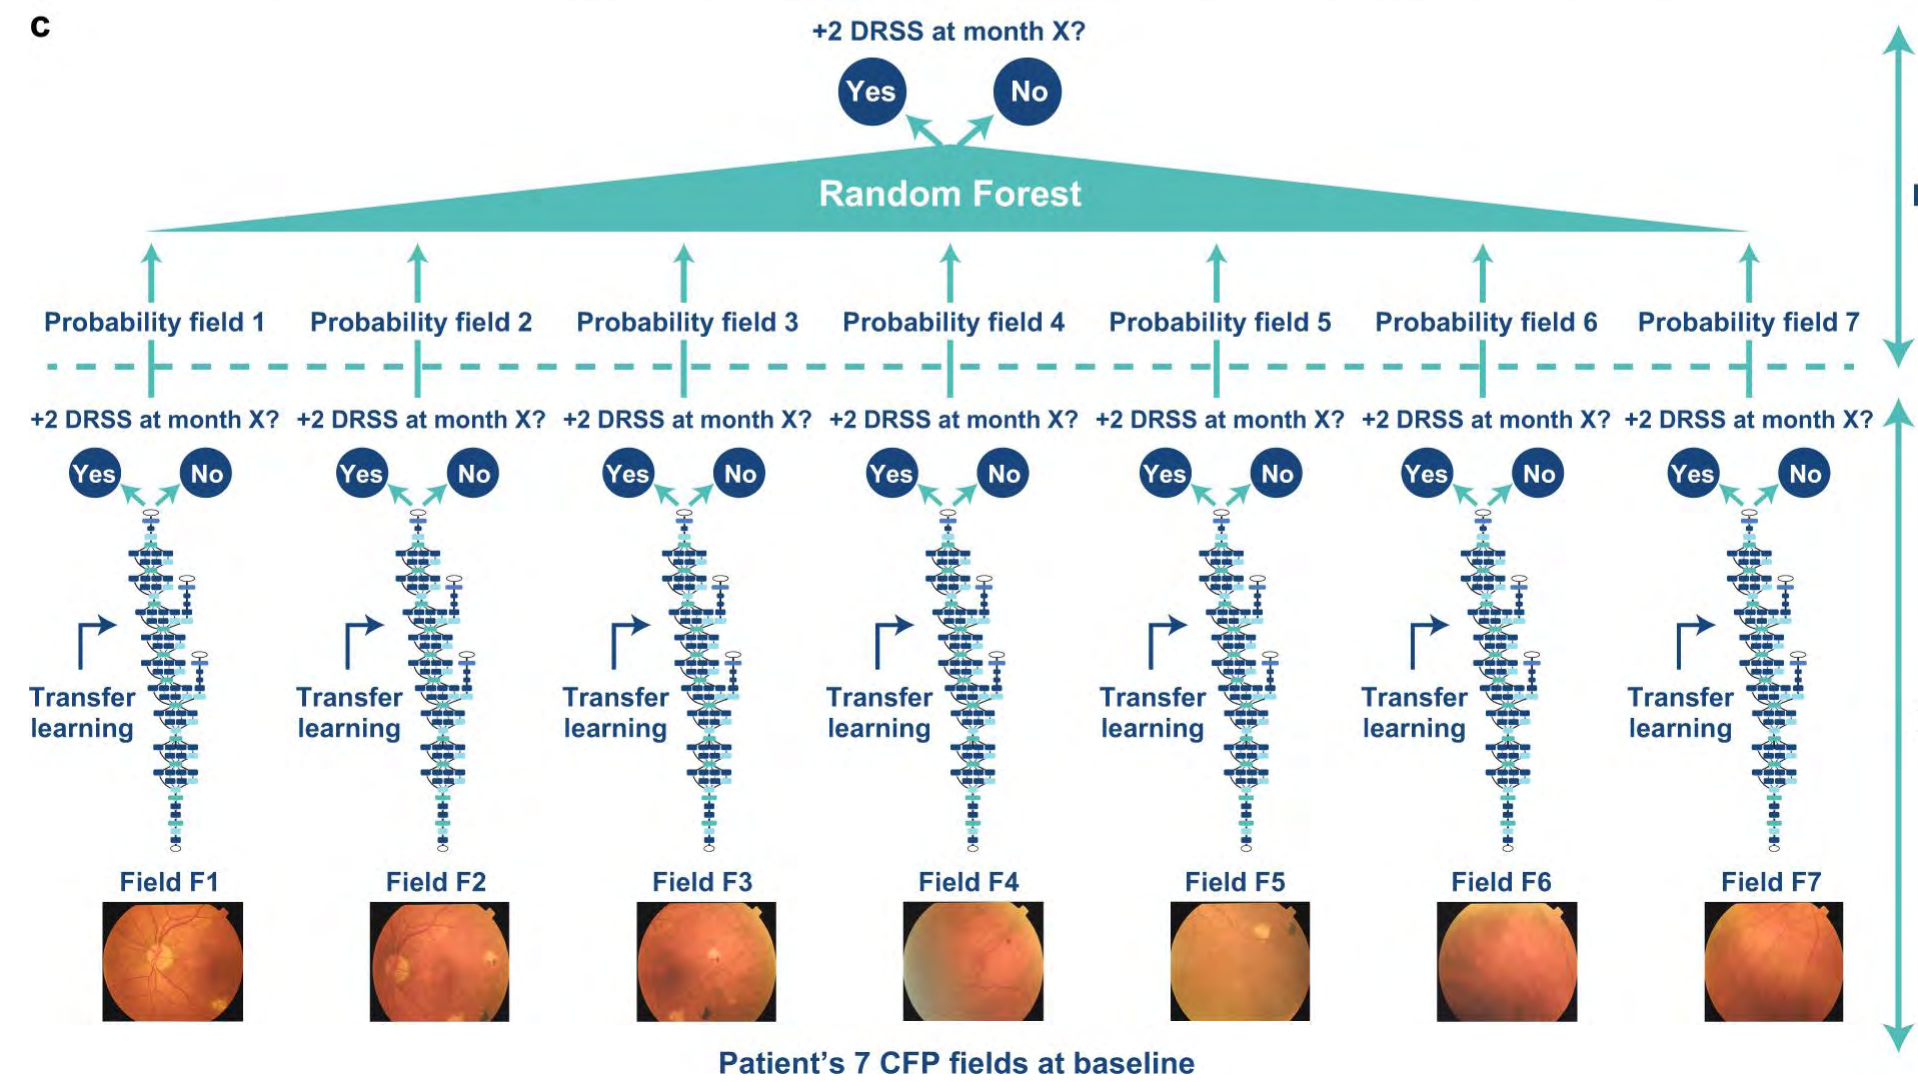 c
+2 DRSS at month X?
Yes No
Random Forest
Probability field 1 Probability field 2 Probability field 3 Probability field 4 Probability field 5 Probability field 6 Probability field 7
+2 DRSS at month X? +2 DRSS at month X? +2 DRSS at month X? +2 DRSS at month X? +2 DRSS at month X? +2 DRSS at month X? +2 DRSS at month X?
Yes No Yes No Yes No Yes No Yes No Yes No Yes No
Transfer Transfer Transfer Transfer Transfer Transfer Transfer
learning learning learning learning learning learning learning
Field F1 Field F2 Field F3 Field F4 Field F5 Field F6 Field F7
Patient's 7 CFP fields at baseline